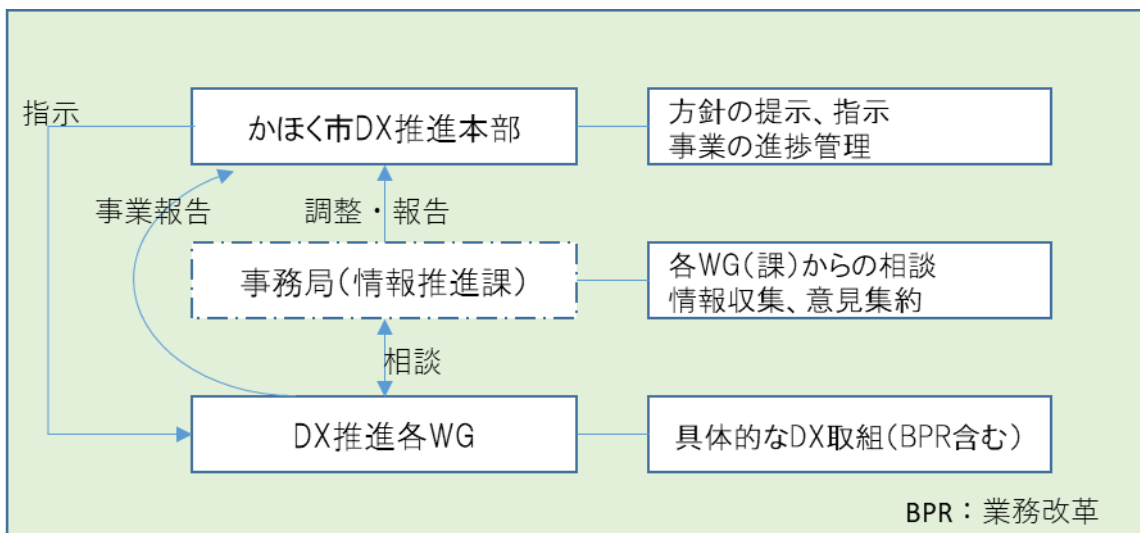 指示
かほく市DX推進本部
方針の提示、指示
事業の進捗管理
事業報告
調整・報告
事務局(情報推進課)
各WG(課)からの相談
情報収集、意見集約
相談
DX推進各WG
具体的なDX取組(BPR含む)
BPR:業務改革